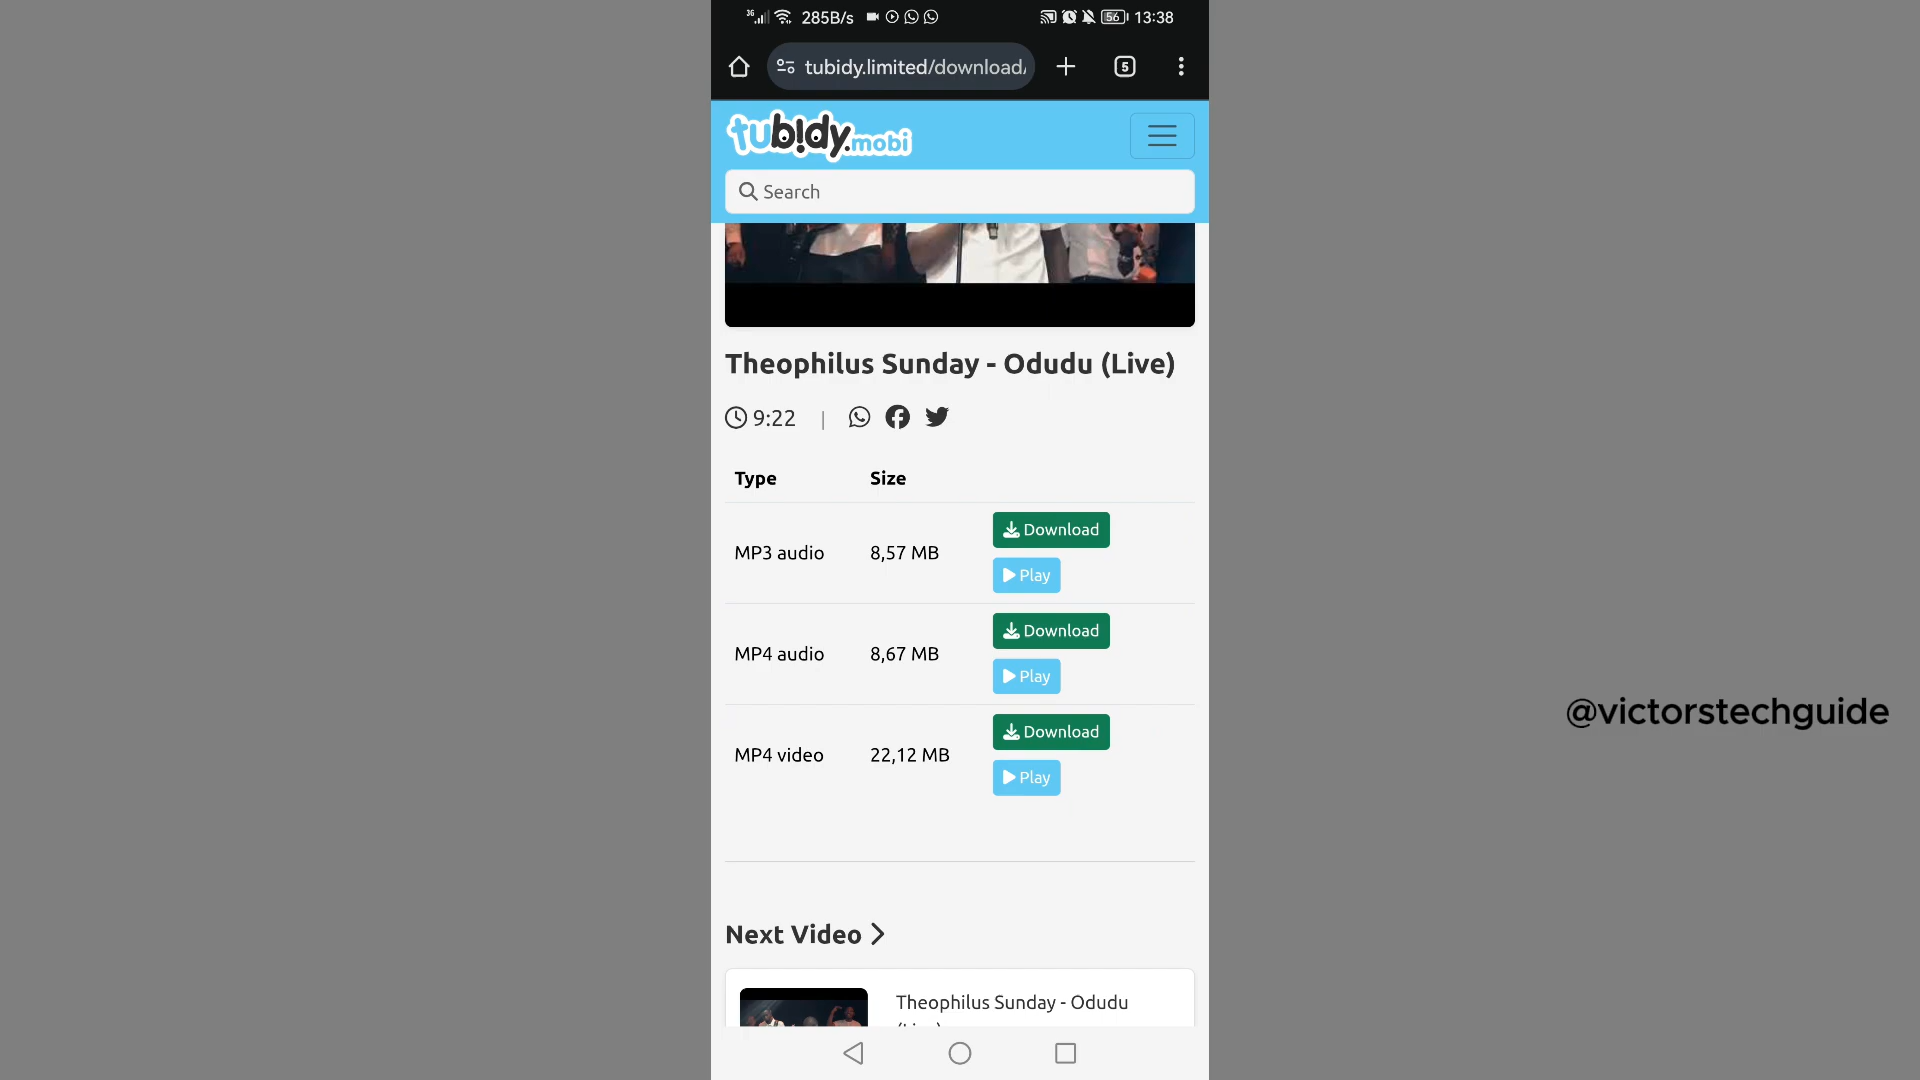 3G 285B/s 56 13:38
tubidy.limited/download/ 5
tubidy.mobi
Search
Theophilus Sunday - Odudu (Live)
9:22 |
Type Size
Download
MP3 audio 8,57 MB
Play
Download
MP4 audio 8,67 MB
Play
@victorstechguide
Download
MP4 video 22,12 MB
Play
Next Video
Theophilus Sunday - Odudu